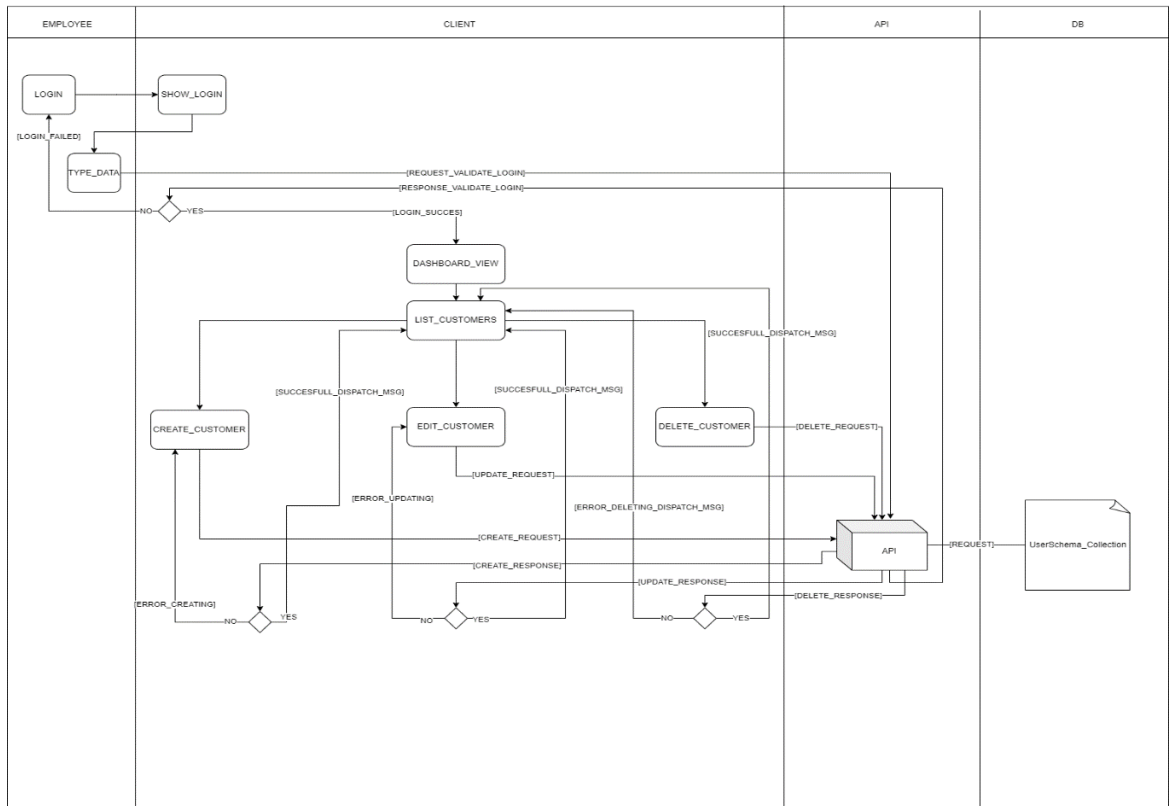 EMPLOYEE
CLIENT
API
DB
LOGIN
SHOW_LOGIN
[LOGIN_FAILED]
TYPE_DATA
[REQUEST_VALIDATE_LOGIN]
[RESPONSE_VALIDATE_LOGIN]
NO
YES
[LOGIN_SUCCES]
DASHBOARD_VIEW
LIST_CUSTOMERS
[SUCCESFULL_DISPATCH_MSG]
[SUCCESFULL_DISPATCH_MSG]
[SUCCESFULL_DISPATCH_MSG]
CREATE_CUSTOMER
EDIT_CUSTOMER
DELETE_CUSTOMER
[DELETE_REQUEST]
[UPDATE_REQUEST]
[ERROR_UPDATING]
[ERROR_DELETING_DISPATCH_MSG]
[CREATE_REQUEST]
API
[REQUEST]
UserSchema_Collection
[CREATE_RESPONSE]
[UPDATE_RESPONSE]
[DELETE_RESPONSE]
[ERROR_CREATING]
NO
YES
NO
YES
NO
YES